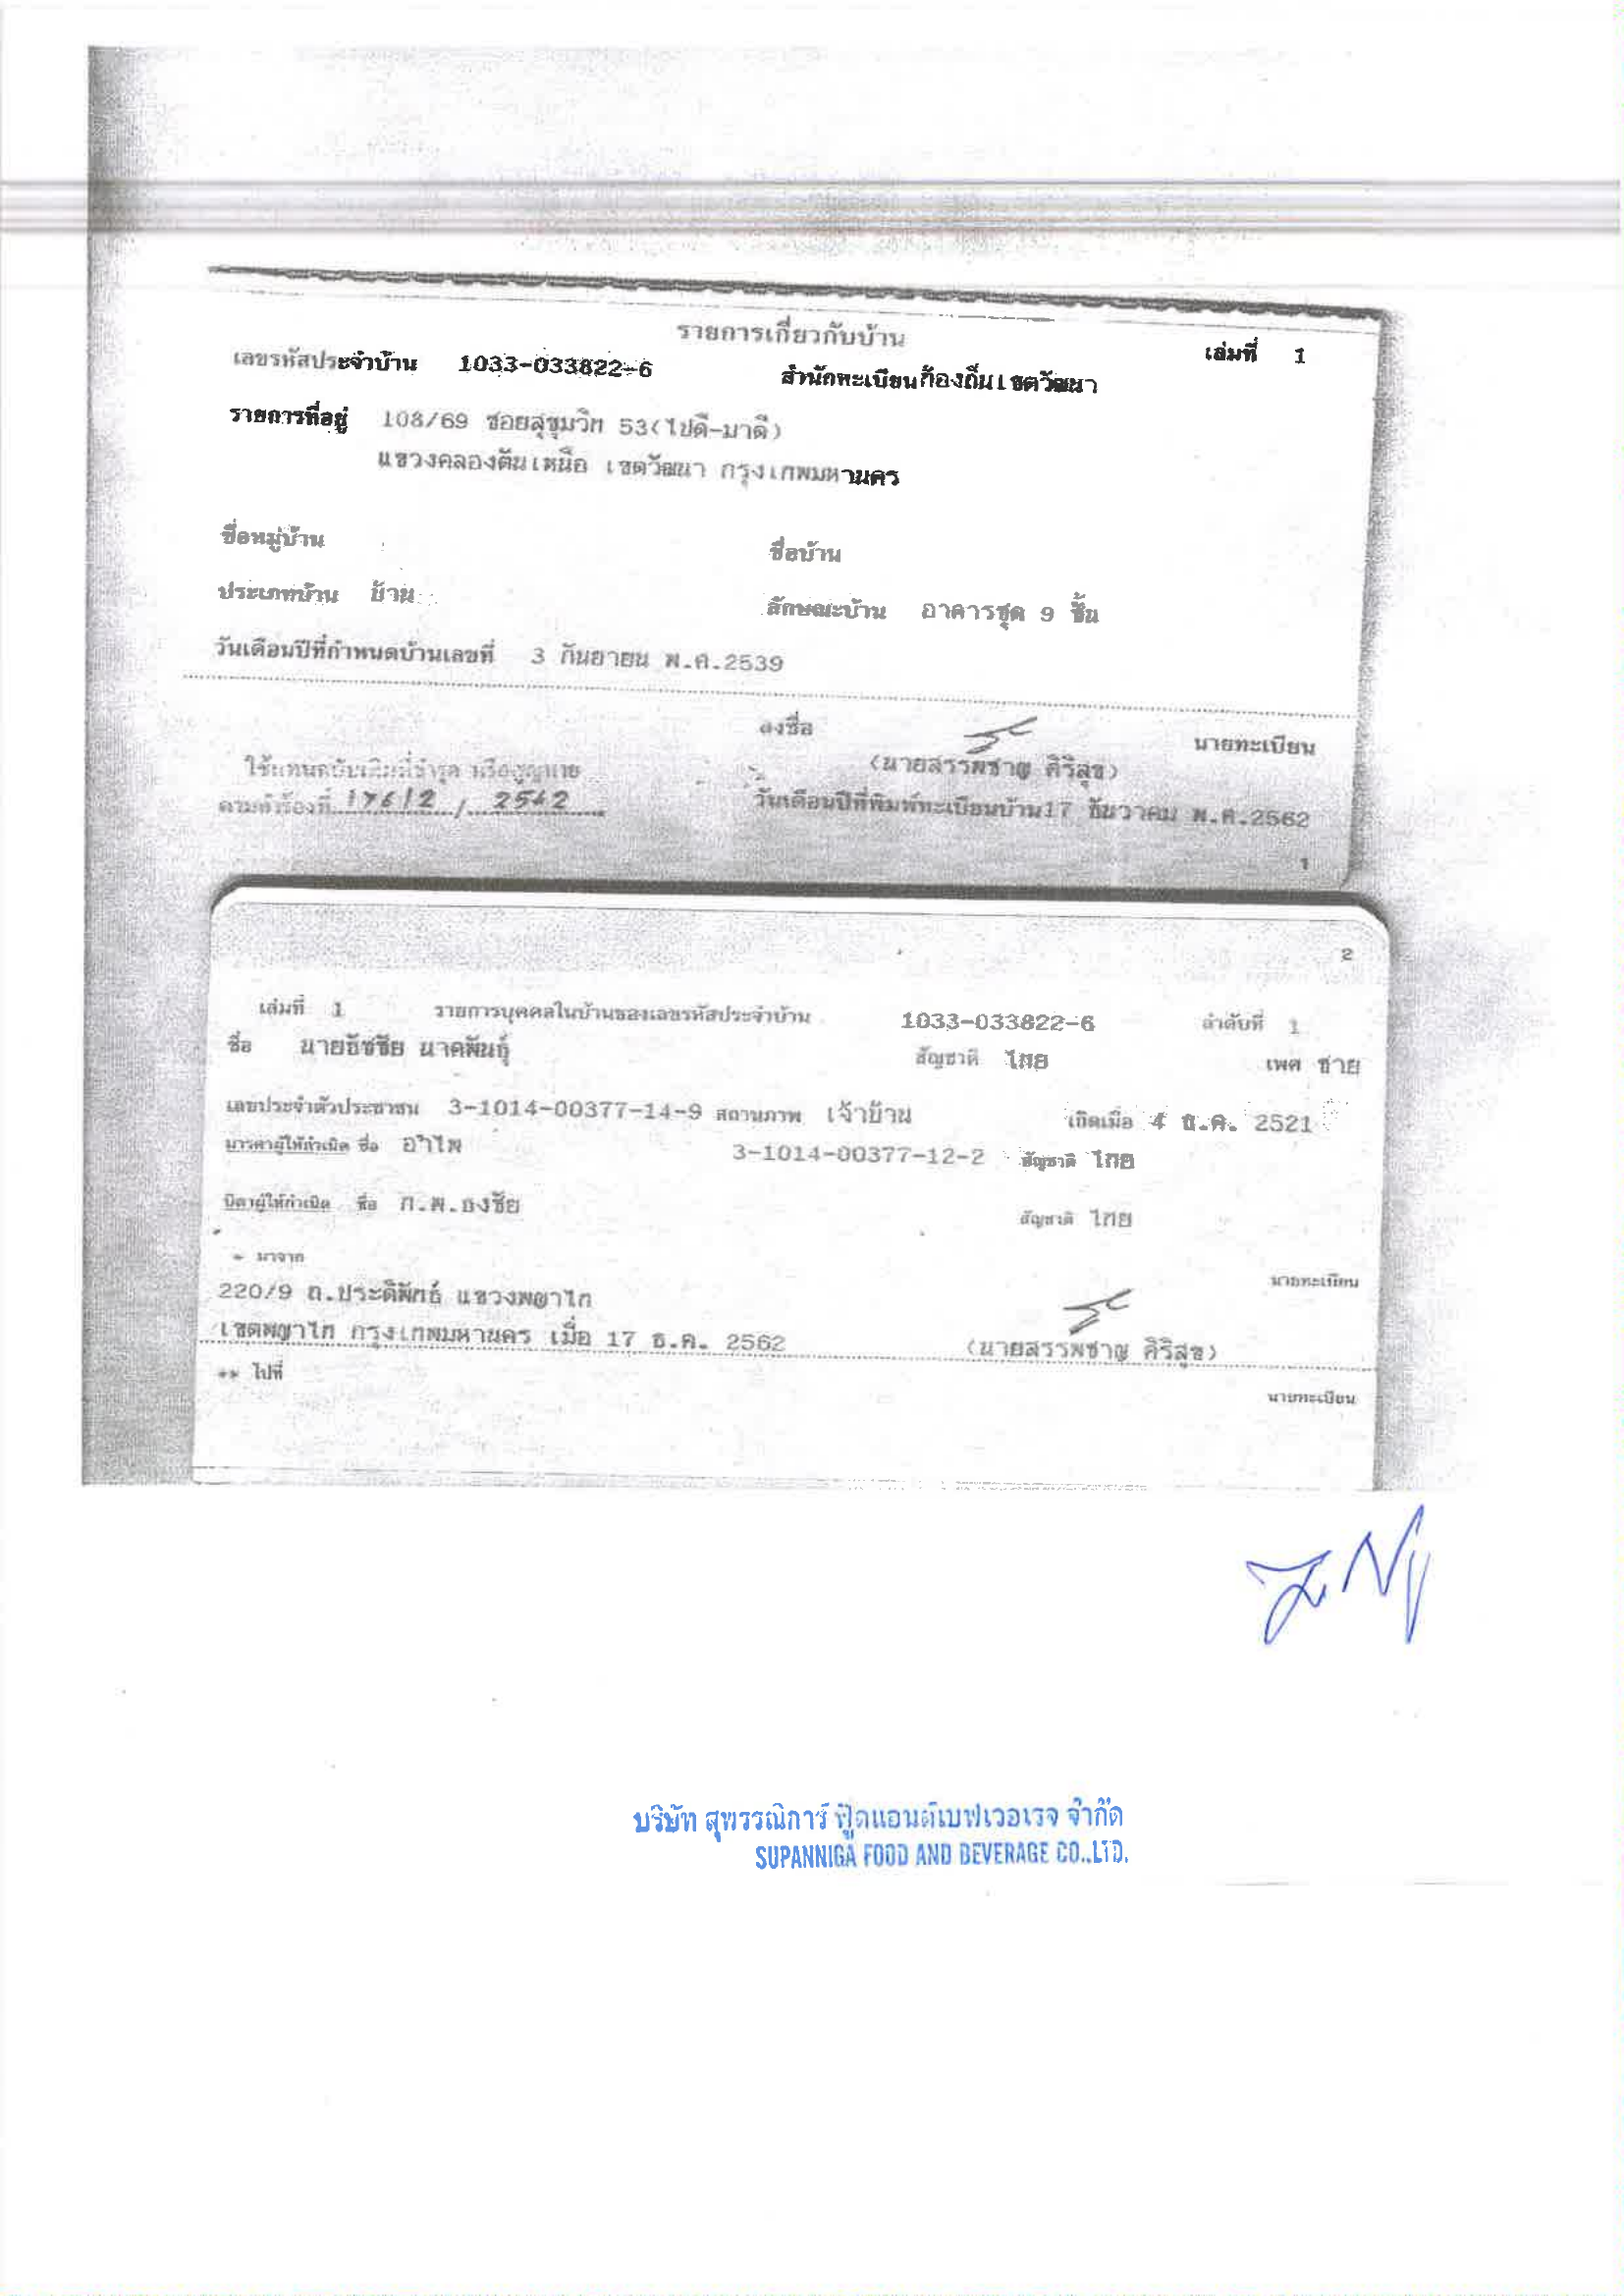 รายการเกี่ยวกับบ้าน
เล่มที่ 1
เลขรหัสประจำบ้าน 1033-033822-6 สำนักทะเบียน ท้องถิ่นเขตวัฒนา
รายการที่อยู่ 108/69 ซอยสุขุมวิท 53(ไปดี-มาดี)
แขวงคลองตันเหนือ เขตวัฒนา กรุงเทพมหานคร
ชื่อหมู่บ้าน ชื่อบ้าน
ประเภทบ้าน บ้าน ลักษณะบ้าน อาคารชุด 9 ชั้น
วันเดือนปีที่กำหนดบ้านเลขที่ 3 กันยายน พ.ศ.2539
ลงชื่อ นายทะเบียน
(นายสรรพชาญ ศิริสุข)
ใช้แทนฉบับเดิมที่ชำรุด หรือสูญหาย
ตามคำร้องที่ / วันเดือนปีที่พิมพ์ทะเบียนบ้าน 17 ธันวาคม พ.ศ.2562
1
2
เล่มที่ 1 รายการบุคคลในบ้านของเลขรหัสประจำบ้าน 1033-033822-6 ลำดับที่ 1
ชื่อ นายธัชชัย นาคพันธุ์ สัญชาติ ไทย เพศ ชาย
เลขประจำตัวประชาชน 3-1014-00377-14-9 สถานภาพ เจ้าบ้าน เกิดเมื่อ 4 2521
มารดาผู้ให้กำเนิด ชื่อ อำไพ 3-1014-00377-12-2 สัญชาติ ไทย
บิดาผู้ให้กำเนิด ชื่อ ธงชัย สัญชาติ ไทย
* มาจาก
220/9 ถ.ประดิพัทธ์ แขวงพญาไท นายทะเบียน
เขตพญาไท กรุงเทพมหานคร เมื่อ 17 ธ.ค. 2562 (นายสรรพชาญ ศิริสุข)
** ไปที่
นายทะเบียน
บริษัท สุพรรณิการ์ ฟู้ดแอนด์เบฟเวอเรจ จำกัด
SUPANNIGA FOOD AND BEVERAGE CO.,LTD.